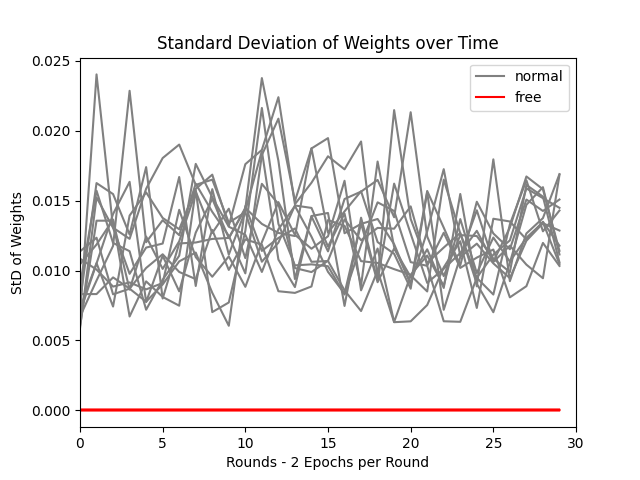 Standard Deviation of Weights over Time
0.025
0.020
0.015
0.010
0.005
0.000
StD of Weights
normal
free
0 5 10 15 20 25 30
Rounds - 2 Epochs per Round